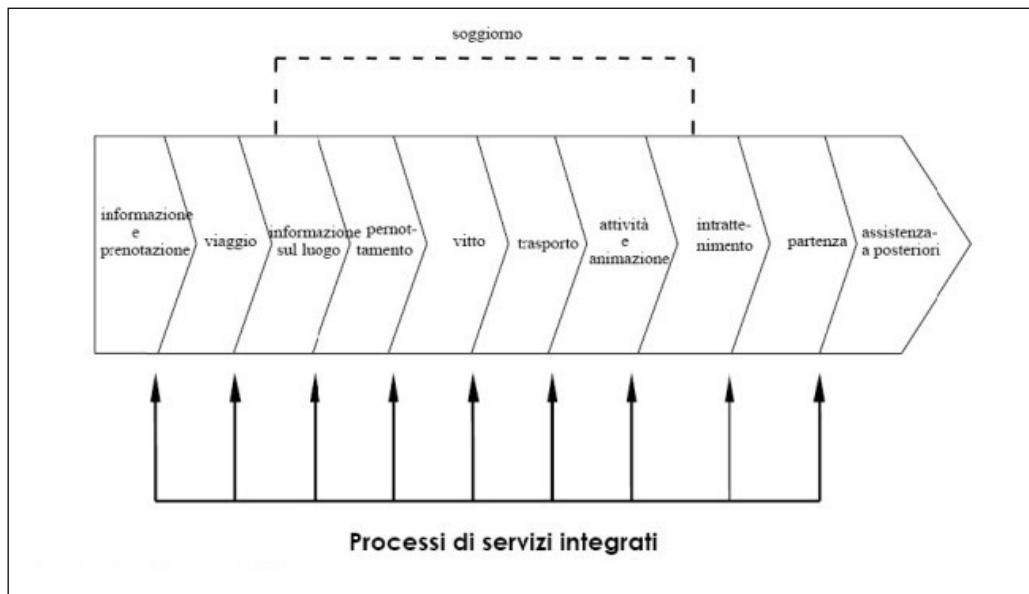 soggiorno
informazione
e
prenotazione
viaggio
informazione
sul luogo
pernot-
tamento
vitto
trasporto
attività
e
animazione
intratte-
nimento
partenza
assistenza-
a posteriori
Processi di servizi integrati